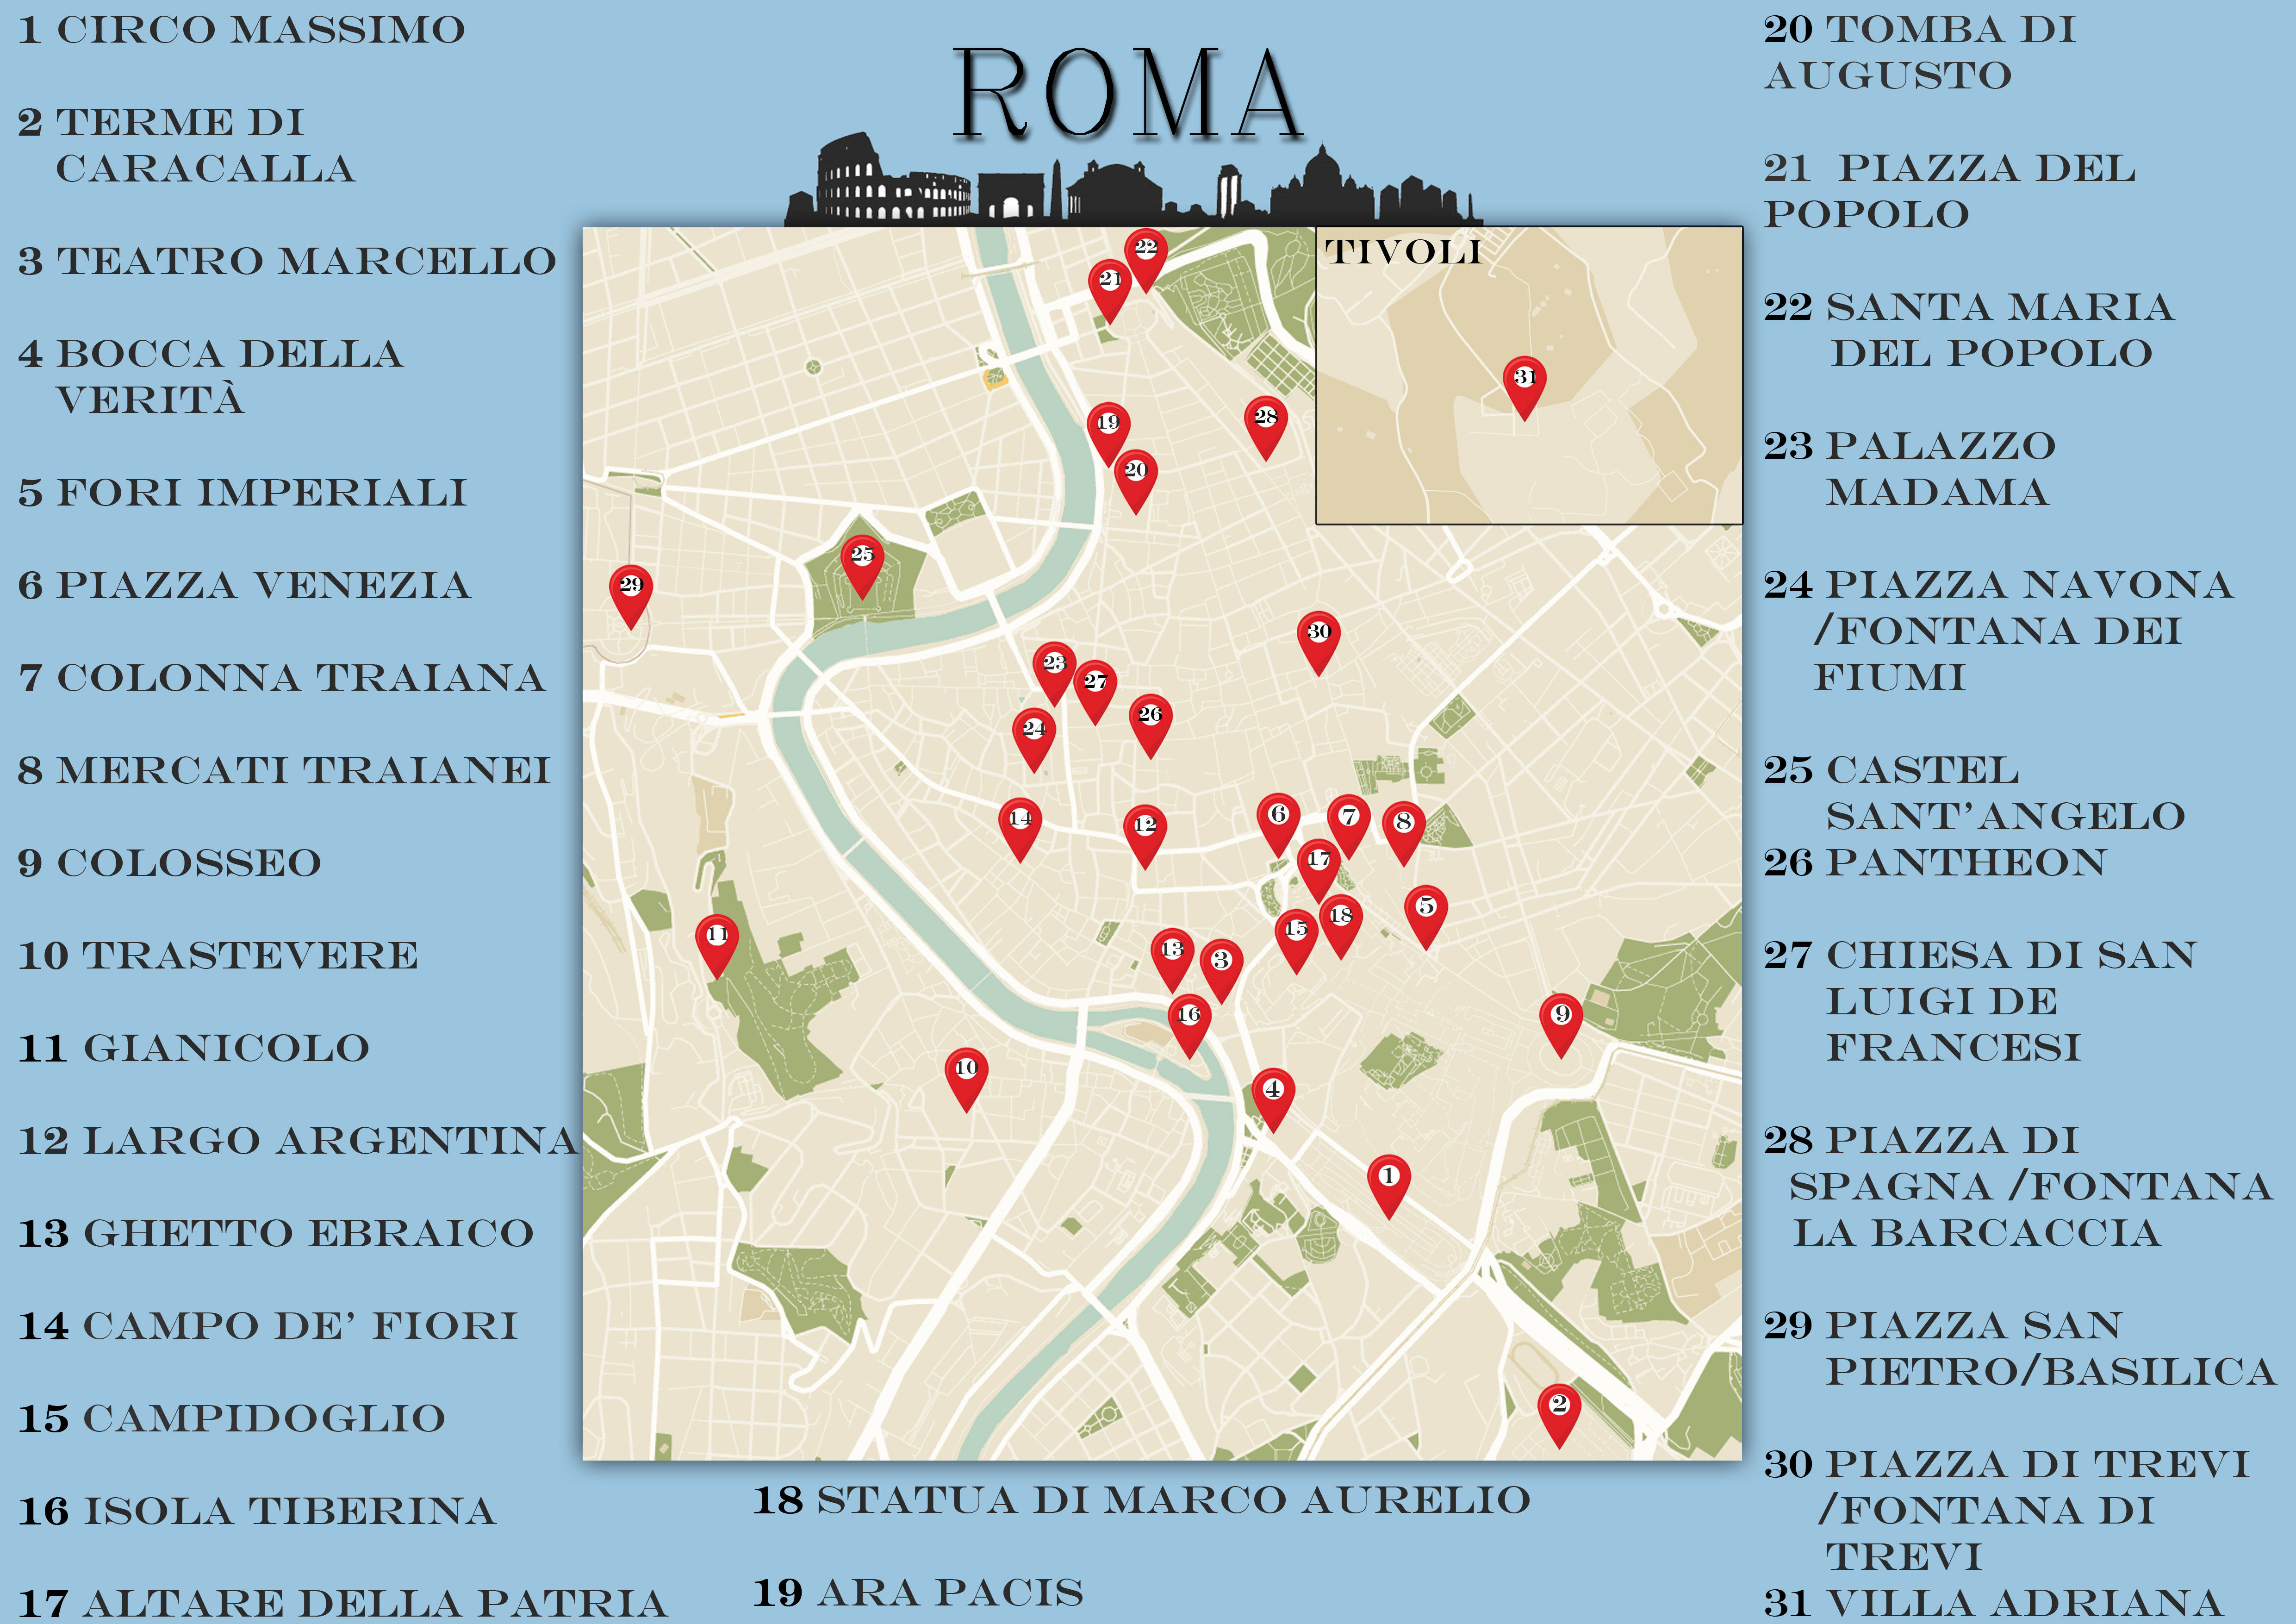 1 CIRCO MASSIMO
2 TERME DI
CARACALLA
3 TEATRO MARCELLO
4 BOCCA DELLA
VERITÀ
5 FORI IMPERIALI
6 PIAZZA VENEZIA
7 COLONNA TRAIANA
8 MERCATI TRAIANEI
9 COLOSSEO
10 TRASTEVERE
11 GIANICOLO
12 LARGO ARGENTINA
13 GHETTO EBRAICO
14 CAMPO DE' FIORI
15 CAMPIDOGLIO
16 ISOLA TIBERINA
17 ALTARE DELLA PATRIA
ROMA
TIVOLI
22
21
31
19
28
20
25
29
30
23
27
26
24
14
12
6
7
8
17
5
11
15
18
13
3
16
9
10
4
1
2
18 STATUA DI MARCO AURELIO
19 ARA PACIS
20 TOMBA DI
AUGUSTO
21 PIAZZA DEL
POPOLO
22 SANTA MARIA
DEL POPOLO
23 PALAZZO
MADAMA
24 PIAZZA NAVONA
/FONTANA DEI
FIUMI
25 CASTEL
SANT'ANGELO
26 PANTHEON
27 CHIESA DI SAN
LUIGI DE
FRANCESI
28 PIAZZA DI
SPAGNA /FONTANA
LA BARCACCIA
29 PIAZZA SAN
PIETRO/BASILICA
30 PIAZZA DI TREVI
/FONTANA DI
TREVI
31 VILLA ADRIANA